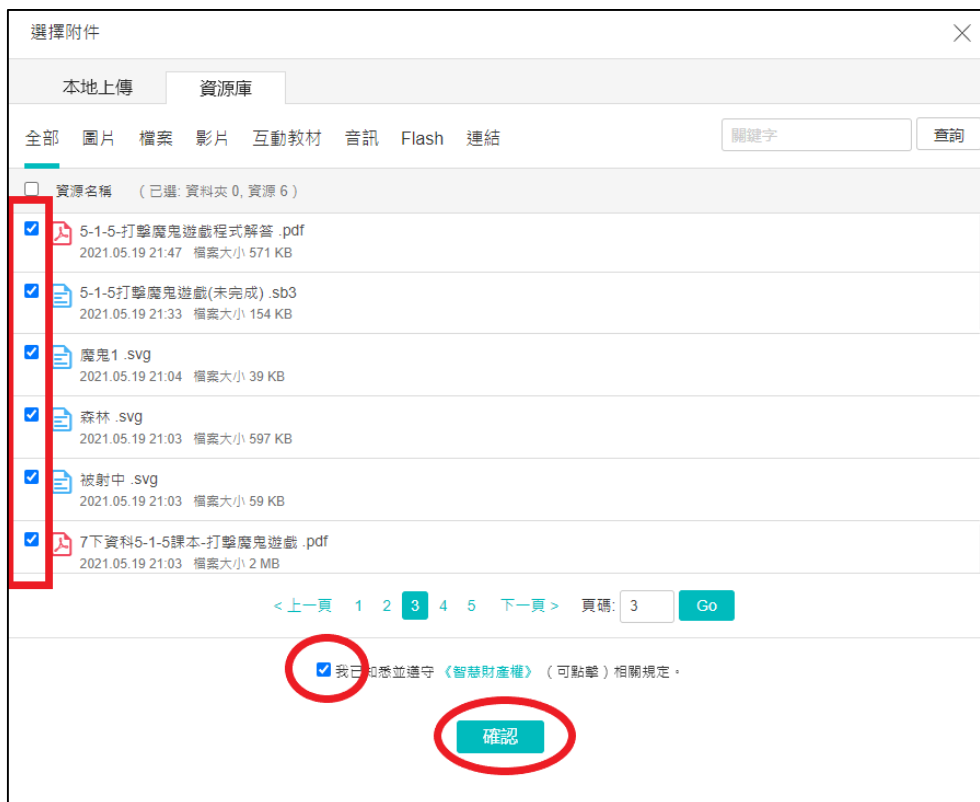 選擇附件
本地上傳 資源庫
全部 圖片 檔案 影片 互動教材 音訊 Flash 連結 關鍵字 查詢
資源名稱 （已選: 資料夾 0, 資源 6）
5-1-5-打擊魔鬼遊戲程式解答 .pdf
2021.05.19 21:47 檔案大小 571 KB
5-1-5打擊魔鬼遊戲(未完成) .sb3
2021.05.19 21:33 檔案大小 154 KB
魔鬼1 .svg
2021.05.19 21:04 檔案大小 39 KB
森林 .svg
2021.05.19 21:03 檔案大小 597 KB
被射中 .svg
2021.05.19 21:03 檔案大小 59 KB
7下資科5-1-5課本-打擊魔鬼遊戲 .pdf
2021.05.19 21:03 檔案大小 2 MB
< 上一頁 1 2 3 4 5 下一頁 > 頁碼: 3 Go
我已知悉並遵守 《智慧財產權》 （可點擊）相關規定。
確認